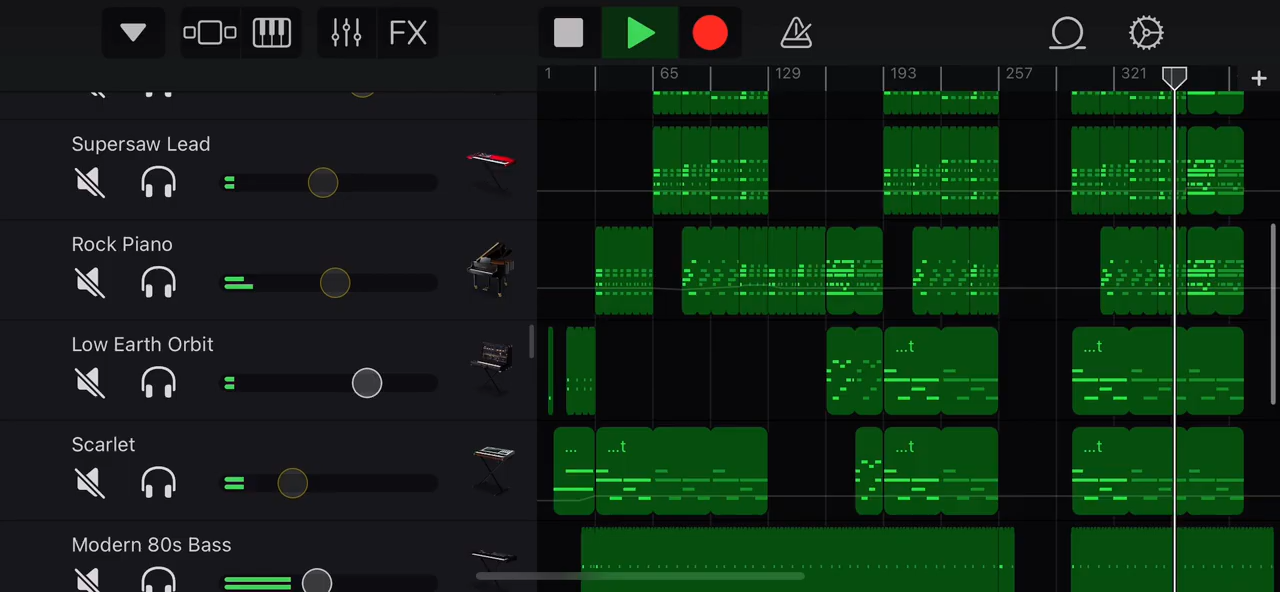 FX
1 65 129 193 257 321 +
Supersaw Lead
Rock Piano
Low Earth Orbit
...t ...t
Scarlet
... ...t ...t ...t
Modern 80s Bass